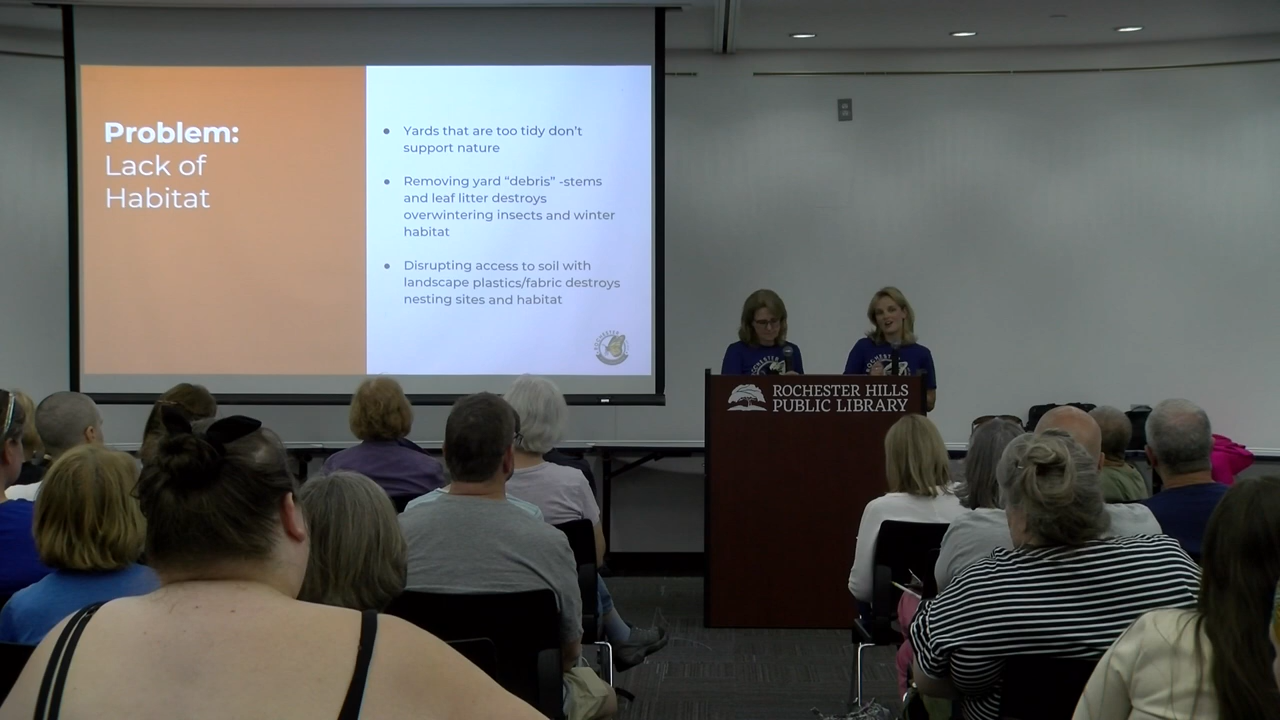 Problem:
Lack of
Habitat
● Yards that are too tidy don't
support nature
● Removing yard “debris” -stems
and leaf litter destroys
overwintering insects and winter
habitat
● Disrupting access to soil with
landscape plastics/fabric destroys
nesting sites and habitat
ROCHESTER
ROCHESTER HILLS
PUBLIC LIBRARY